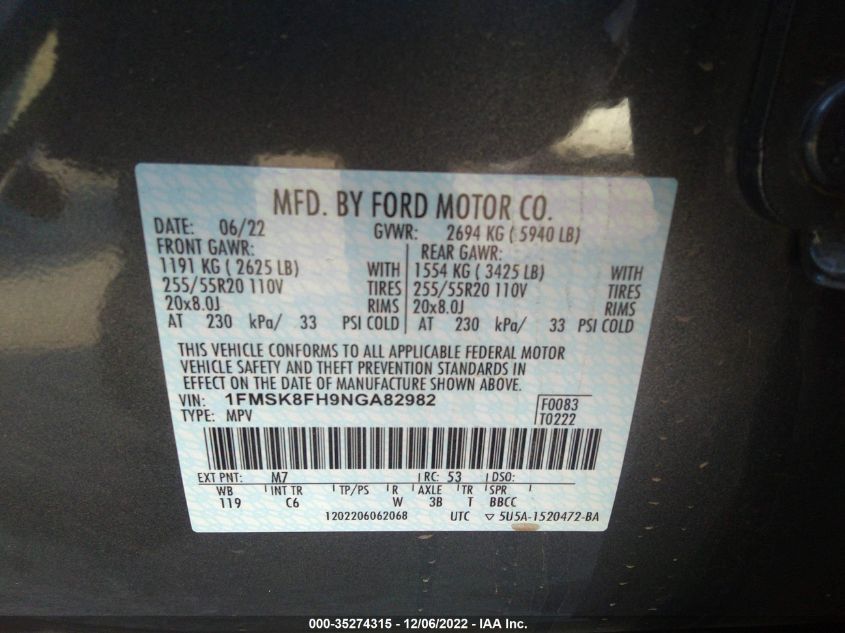 MFD. BY FORD MOTOR CO.
DATE: 06/22 GVWR: 2694 KG ( 5940 LB)
FRONT GAWR: REAR GAWR:
1191 KG ( 2625 LB) WITH 1554 KG ( 3425 LB) WITH
255/55R20 110V TIRES 255/55R20 110V TIRES
20x8.0J RIMS 20x8.0J RIMS
AT 230 kPa/ 33 PSI COLD AT 230 kPa/ 33 PSI COLD
THIS VEHICLE CONFORMS TO ALL APPLICABLE FEDERAL MOTOR
VEHICLE SAFETY AND THEFT PREVENTION STANDARDS IN
EFFECT ON THE DATE OF MANUFACTURE SHOWN ABOVE.
VIN: 1FMSK8FH9NGA82982 F0083
TYPE: MPV T0222
EXT PNT: M7 RC: 53 DSO:
WB INT TR TP/PS R AXLE TR SPR
119 C6 W 3B T BBCC
1202206062068 UTC ▽ 5U5A-1520472-BA
000-35274315 - 12/06/2022 - IAA Inc.